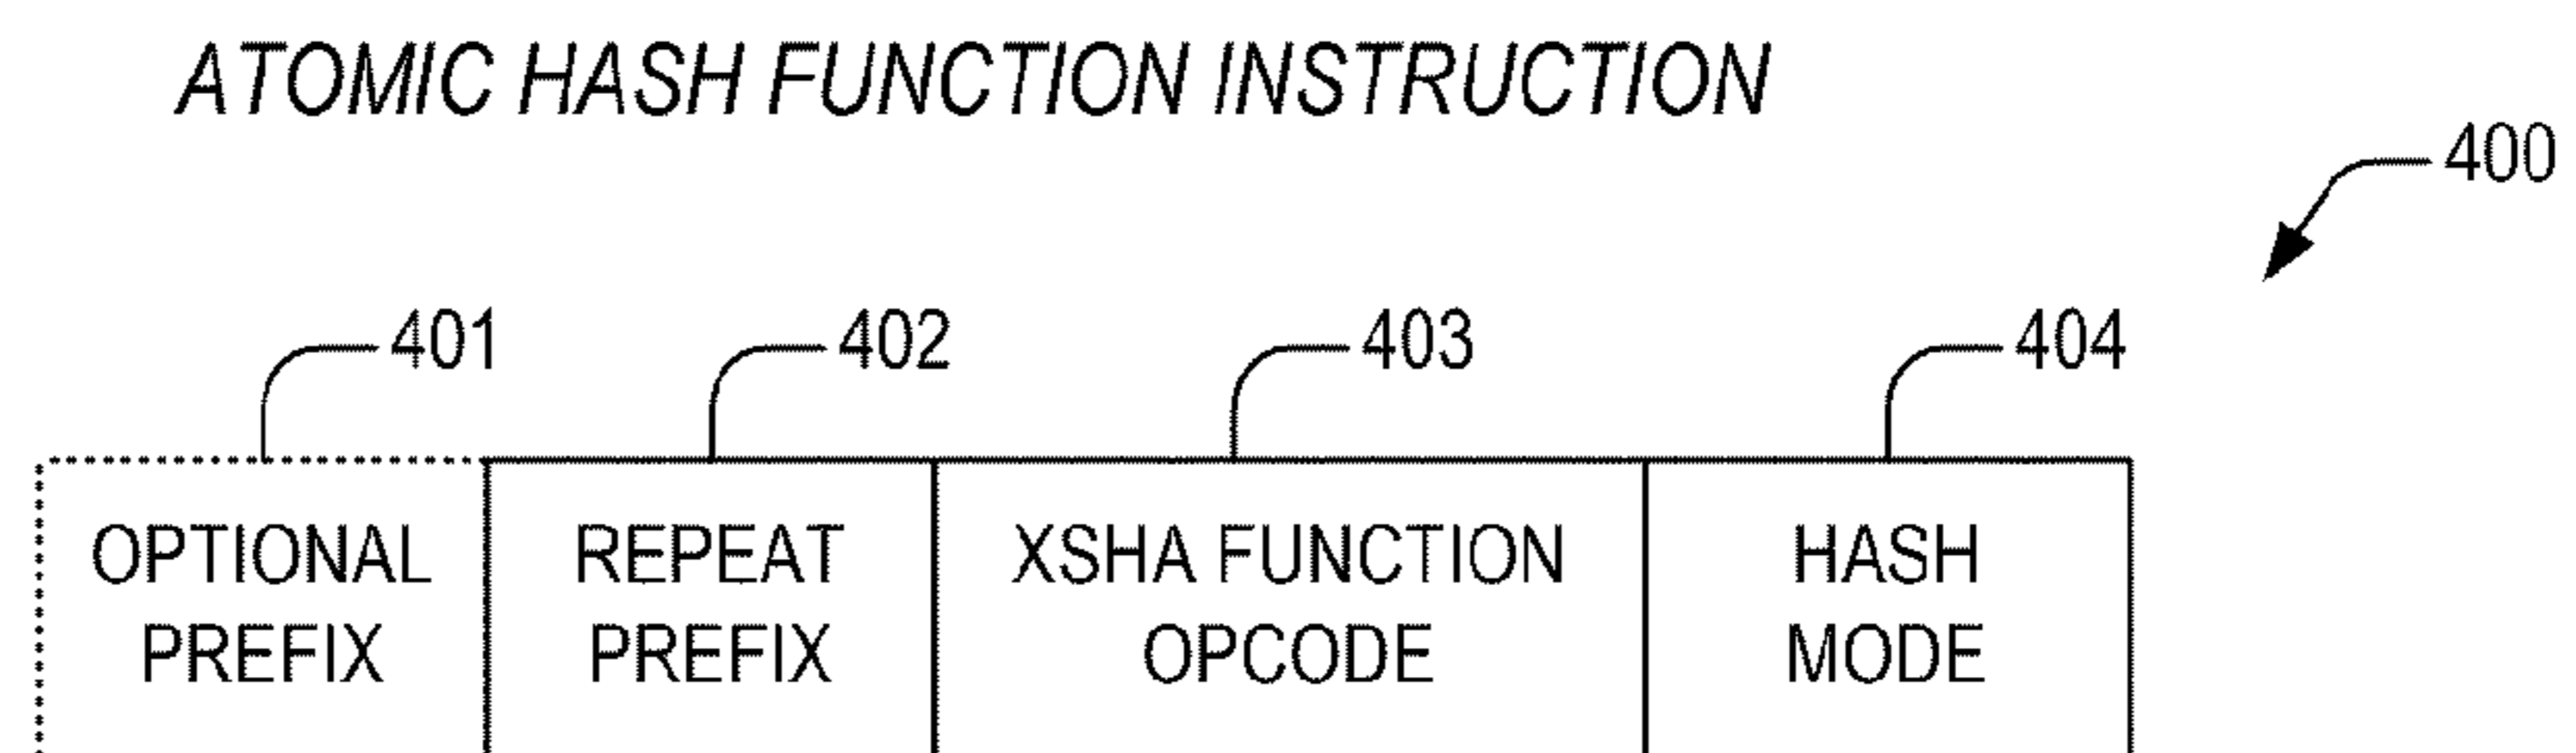 ATOMIC HASH FUNCTION INSTRUCTION
400
401 402 403 404
OPTIONAL PREFIX
REPEAT PREFIX
XSHA FUNCTION OPCODE
HASH MODE